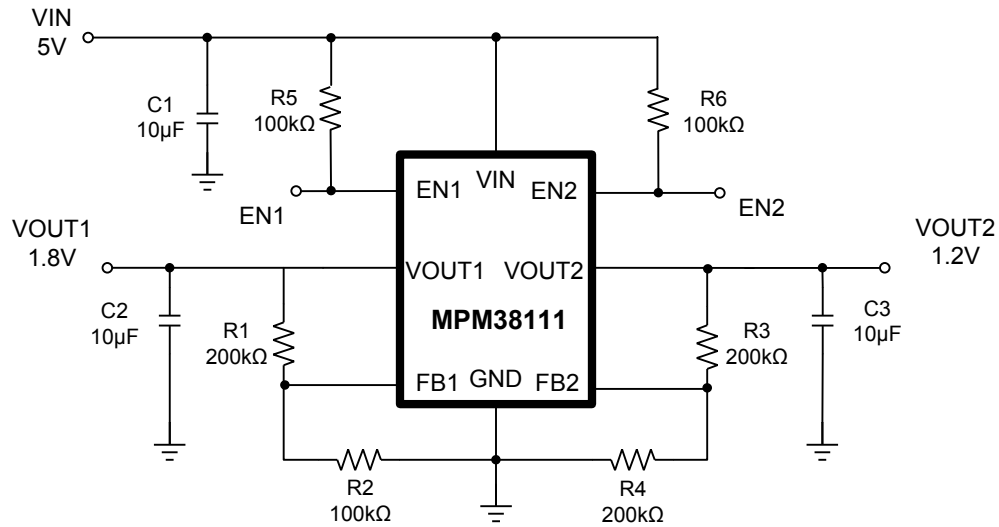 VIN
5V
C1
10µF
R5
100kΩ
R6
100kΩ
EN1
VIN
EN2
EN1
EN2
VOUT1
1.8V
VOUT2
1.2V
VOUT1
VOUT2
C2
10µF
R1
200kΩ
MPM38111
R3
200kΩ
C3
10µF
FB1
GND
FB2
R2
100kΩ
R4
200kΩ